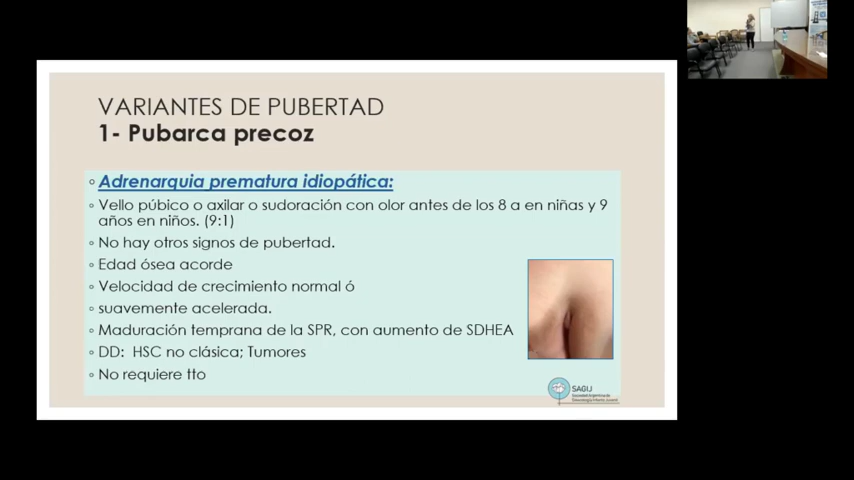 VARIANTES DE PUBERTAD
1- Pubarca precoz
Adrenarquia prematura idiopática:
Vello púbico o axilar o sudoración con olor antes de los 8 a en niñas y 9
años en niños. (9:1)
No hay otros signos de pubertad.
Edad ósea acorde
Velocidad de crecimiento normal ó
suavemente acelerada.
Maduración temprana de la SPR, con aumento de SDHEA
DD: HSC no clásica; Tumores
No requiere tto
SAGIJ